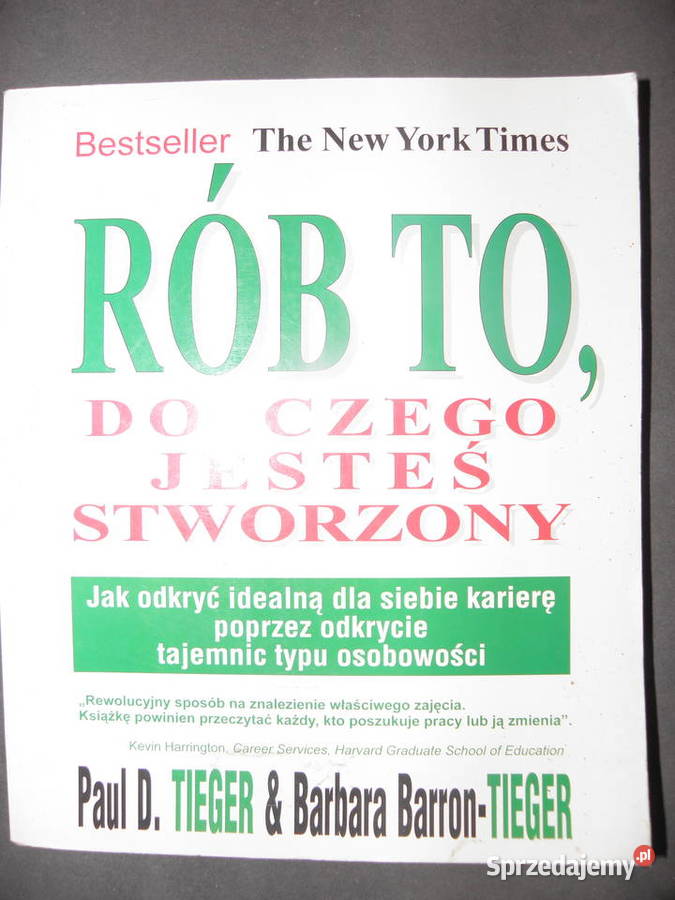 Bestseller The New York Times
RÓB TO,
DO CZEGO
JESTEŚ
STWORZONY
Jak odkryć idealną dla siebie karierę
poprzez odkrycie
tajemnic typu osobowości
„Rewolucyjny sposób na znalezienie właściwego zajęcia.
Książkę powinien przeczytać każdy, kto poszukuje pracy lub ją zmienia”.
Kevin Harrington, Career Services, Harvard Graduate School of Education
Paul D. TIEGER & Barbara Barron-TIEGER
Sprzedajemy.pl